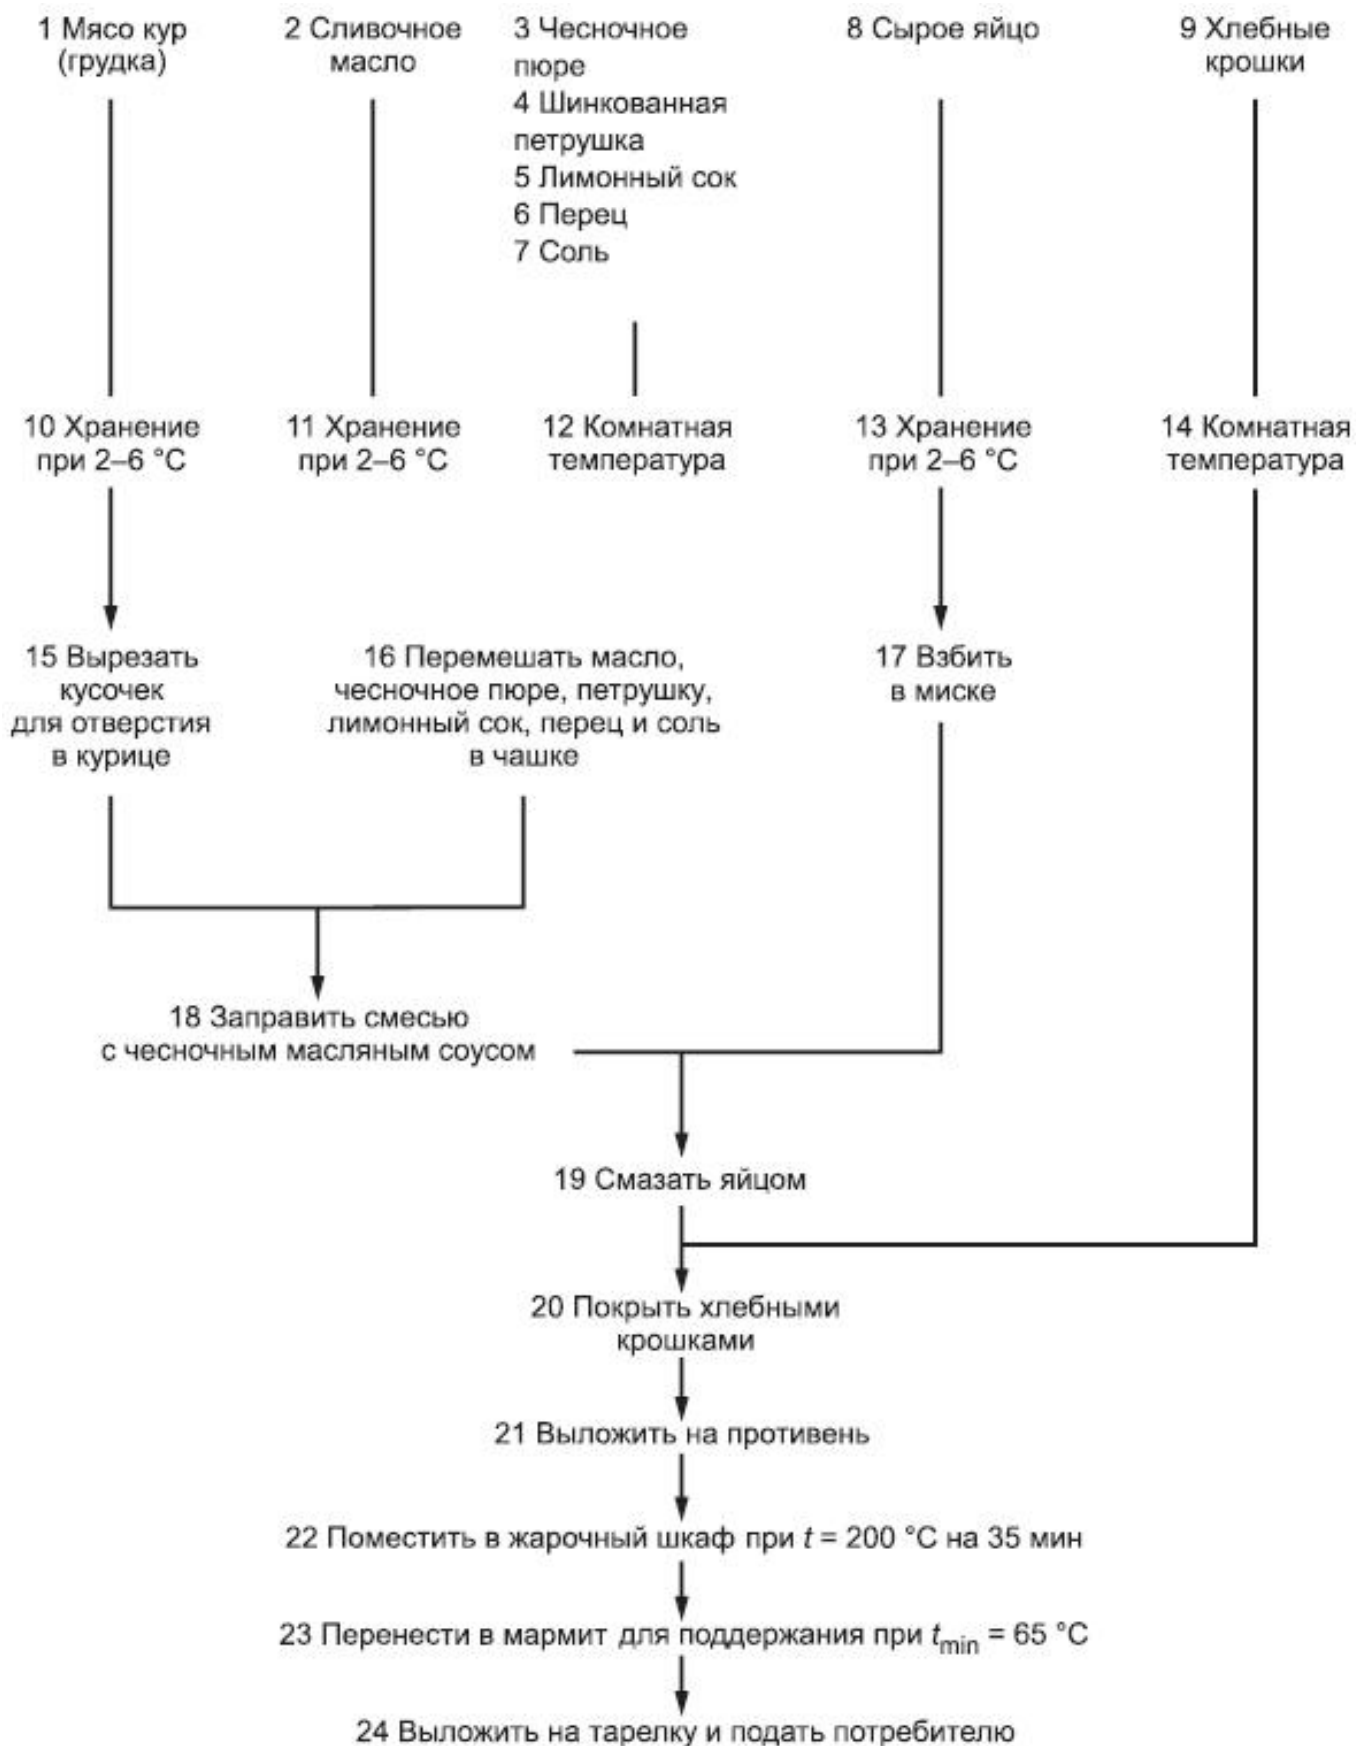 1 Мясо кур
(грудка)
2 Сливочное
масло
3 Чесночное
пюре
4 Шинкованная
петрушка
5 Лимонный сок
6 Перец
7 Соль
8 Сырое яйцо
9 Хлебные
крошки
10 Хранение
при 2–6 °C
11 Хранение
при 2–6 °C
12 Комнатная
температура
13 Хранение
при 2–6 °C
14 Комнатная
температура
15 Вырезать
кусочек
для отверстия
в курице
16 Перемешать масло,
чесночное пюре, петрушку,
лимонный сок, перец и соль
в чашке
17 Взбить
в миске
18 Заправить смесью
с чесночным масляным соусом
19 Смазать яйцом
20 Покрыть хлебными
крошками
21 Выложить на противень
22 Поместить в жарочный шкаф при t = 200 °C на 35 мин
23 Перенести в мармит для поддержания при tmin = 65 °C
24 Выложить на тарелку и подать потребителю